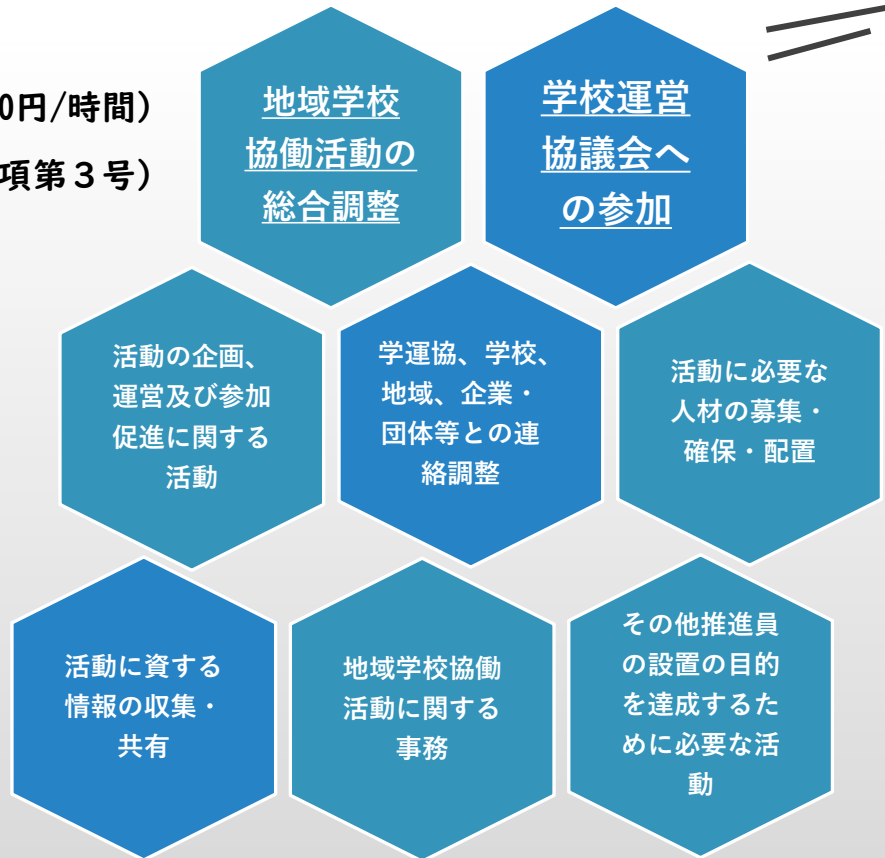 0円/時間）
項第３号）
地域学校
協働活動の
総合調整
学校運営
協議会へ
の参加
活動の企画、
運営及び参加
促進に関する
活動
学運協、学校、
地域、企業・
団体等との連
絡調整
活動に必要な
人材の募集・
確保・配置
活動に資する
情報の収集・
共有
地域学校協働
活動に関する
事務
その他推進員
の設置の目的
を達成するた
めに必要な活
動